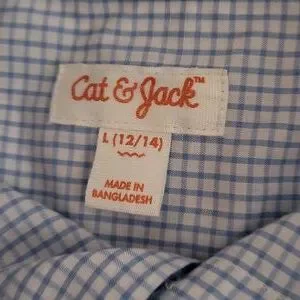 Cat & Jack™
L (12/14)
MADE IN
BANGLADESH